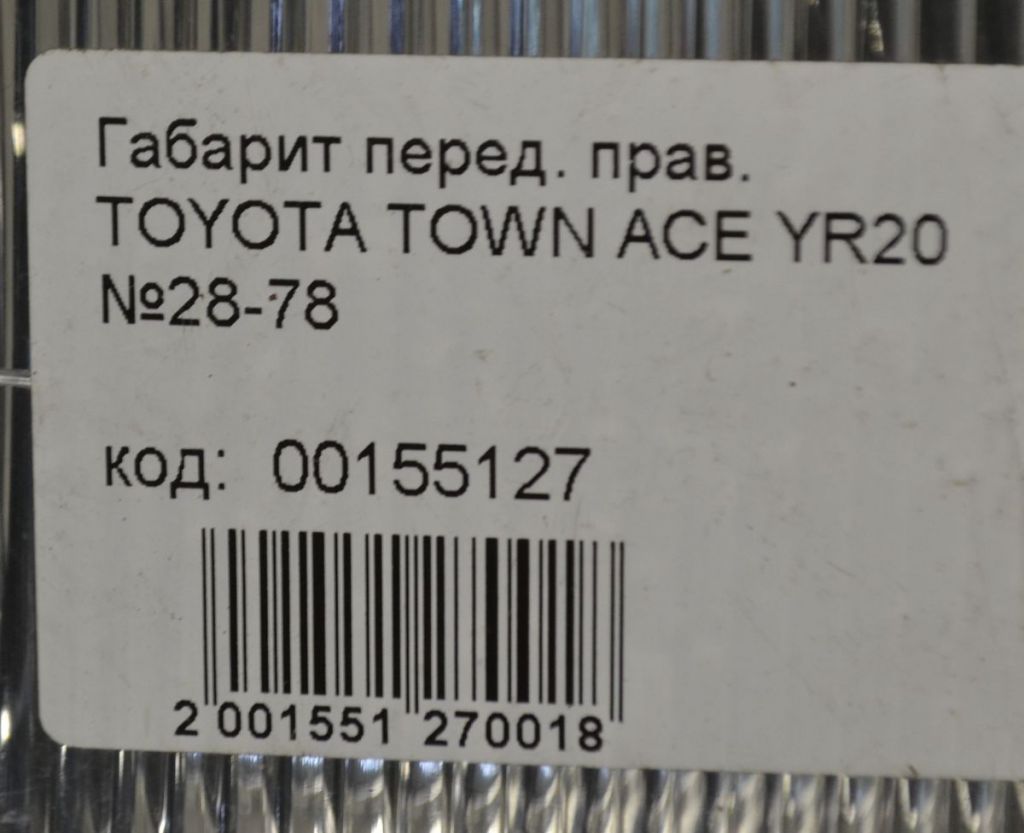 Габарит перед. прав.
TOYOTA TOWN ACE YR20
№28-78
код: 00155127
2 001551 270018